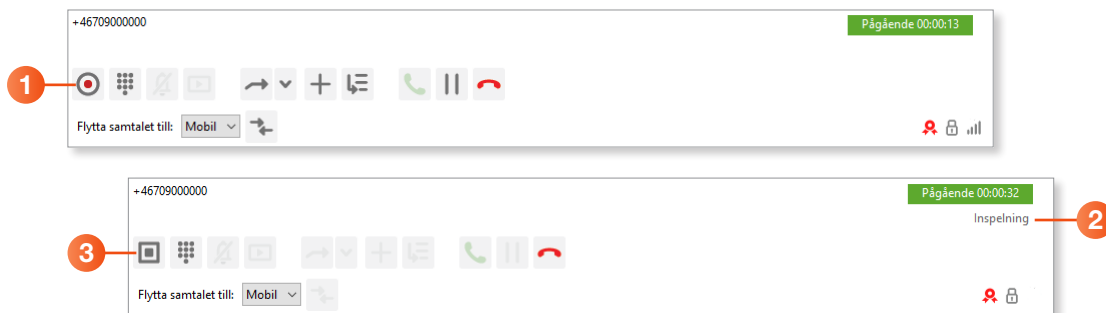 +46709000000
Pågående 00:00:13
1
Flytta samtalet till: Mobil
+46709000000
Pågående 00:00:32
Inspelning
2
3
Flytta samtalet till: Mobil